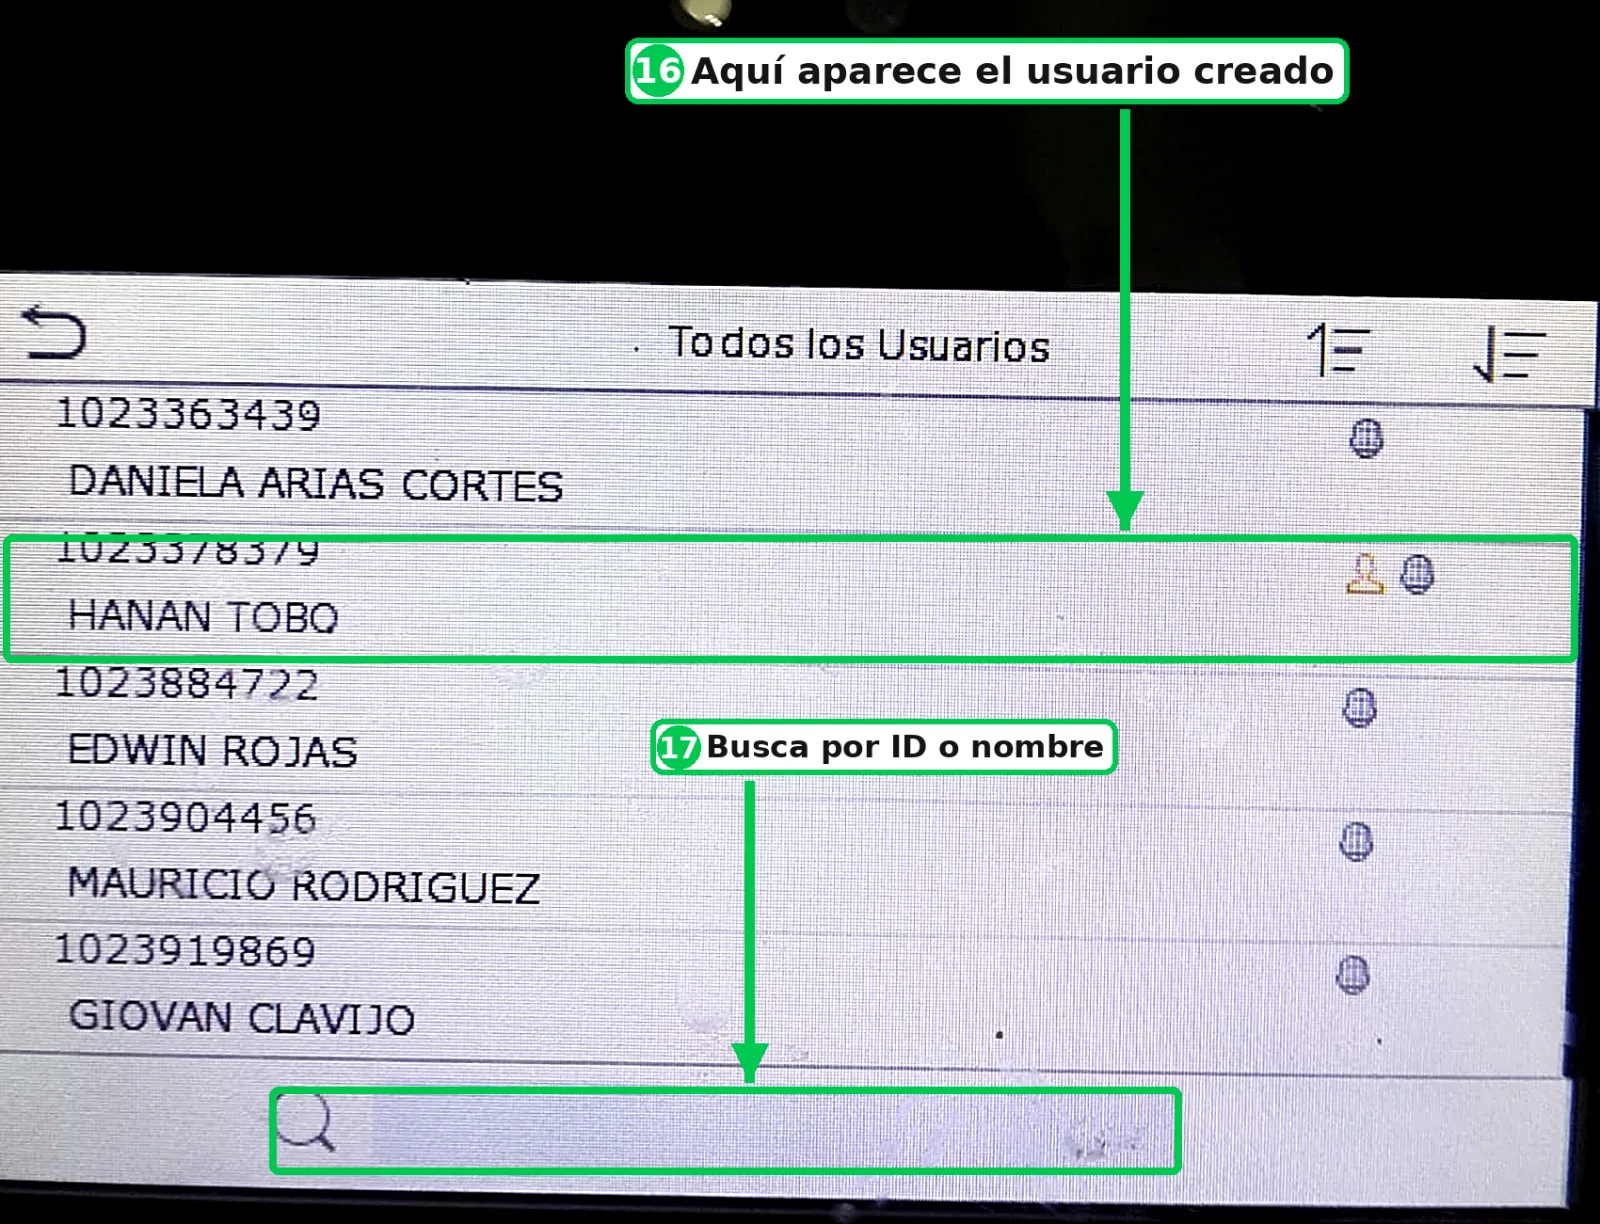 16 Aquí aparece el usuario creado
Todos los Usuarios
1023363439
DANIELA ARIAS CORTES
1023378379
HANAN TOBO
1023884722
EDWIN ROJAS
17 Busca por ID o nombre
1023904456
MAURICIO RODRIGUEZ
1023919869
GIOVAN CLAVIJO